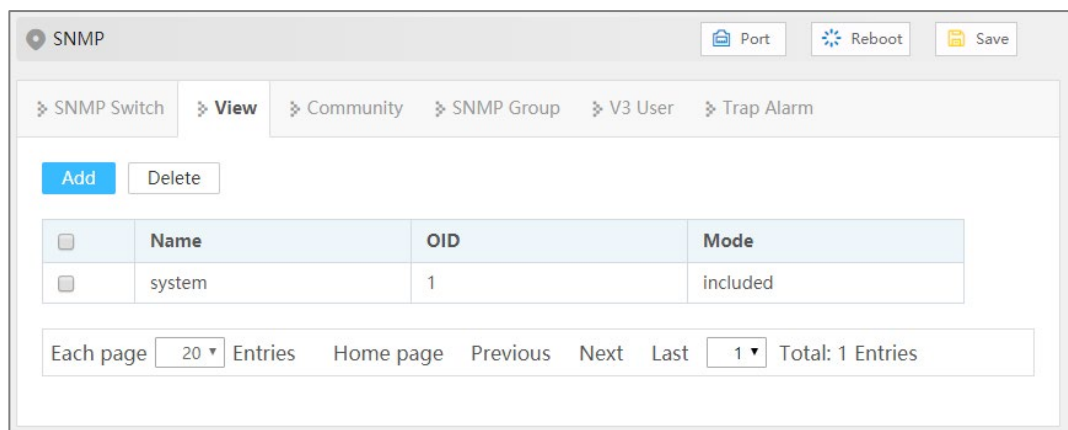 SNMP Port Reboot Save
SNMP Switch View Community SNMP Group V3 User Trap Alarm
Add Delete
Name OID Mode
system 1 included
Each page 20 Entries Home page Previous Next Last 1 Total: 1 Entries